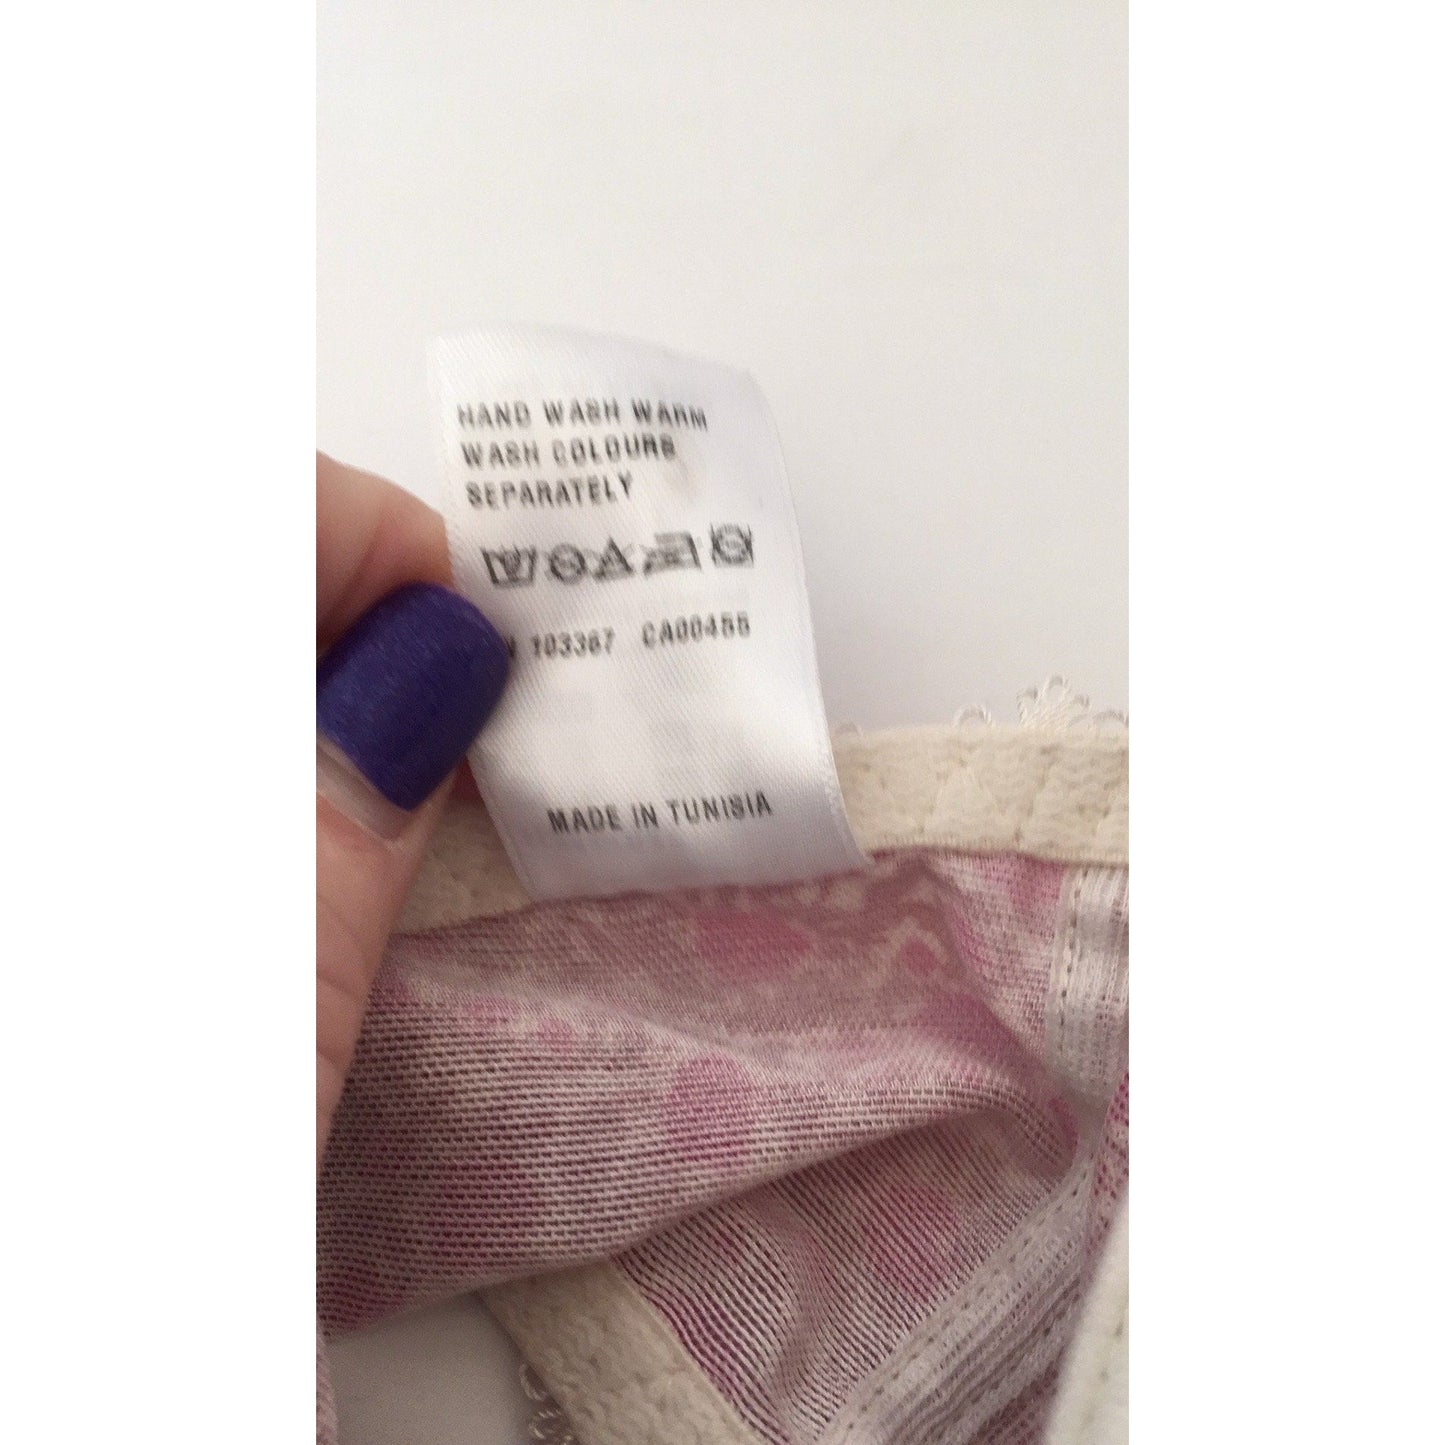 HAND WASH WARM
WASH COLOURS
SEPARATELY
103367 CA00455
MADE IN TUNISIA